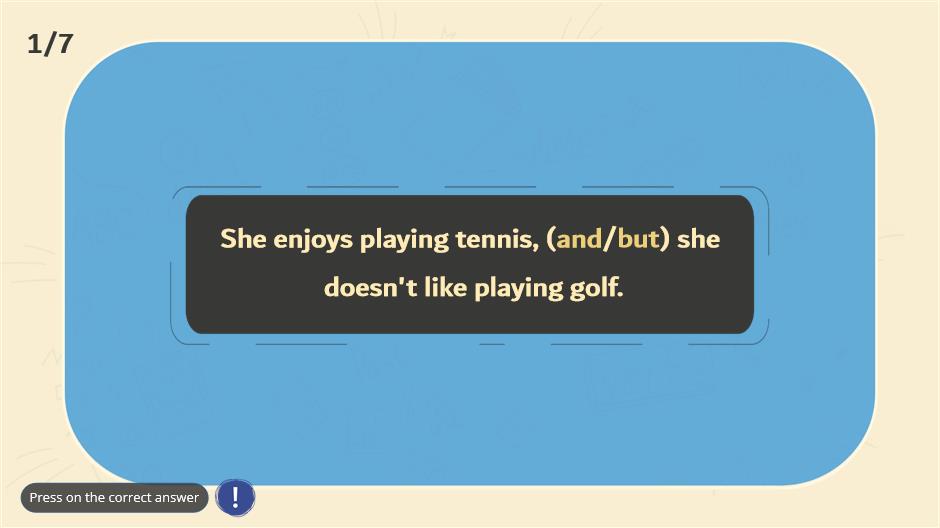 1/7
She enjoys playing tennis, (and/but) she
doesn't like playing golf.
Press on the correct answer
!